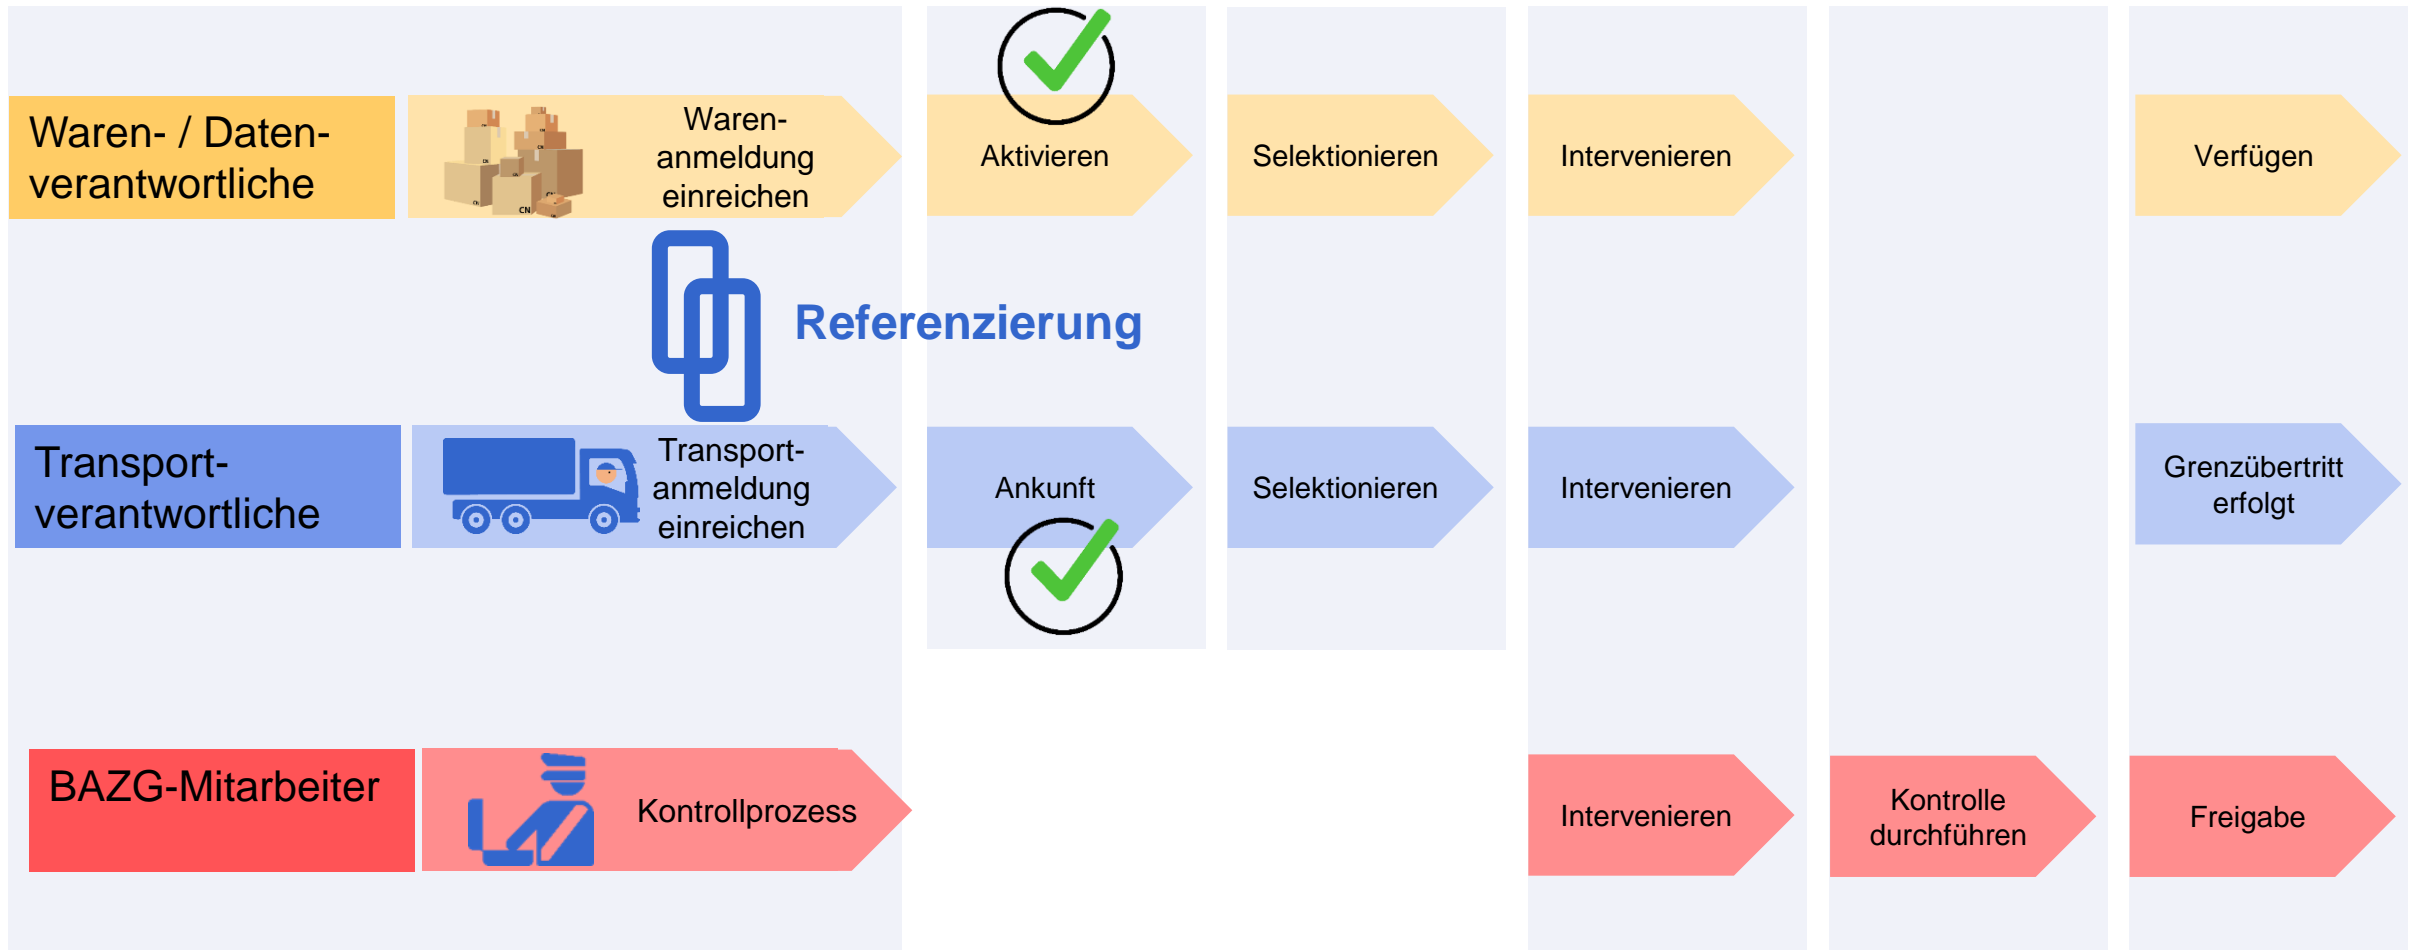 Waren- / Daten-
verantwortliche
Waren-
anmeldung
einreichen
Aktivieren
Selektionieren
Intervenieren
Verfügen
CN
Referenzierung
Transport-
verantwortliche
Transport-
anmeldung
einreichen
Ankunft
Selektionieren
Intervenieren
Grenzübertritt
erfolgt
BAZG-Mitarbeiter
Kontrollprozess
Intervenieren
Kontrolle
durchführen
Freigabe